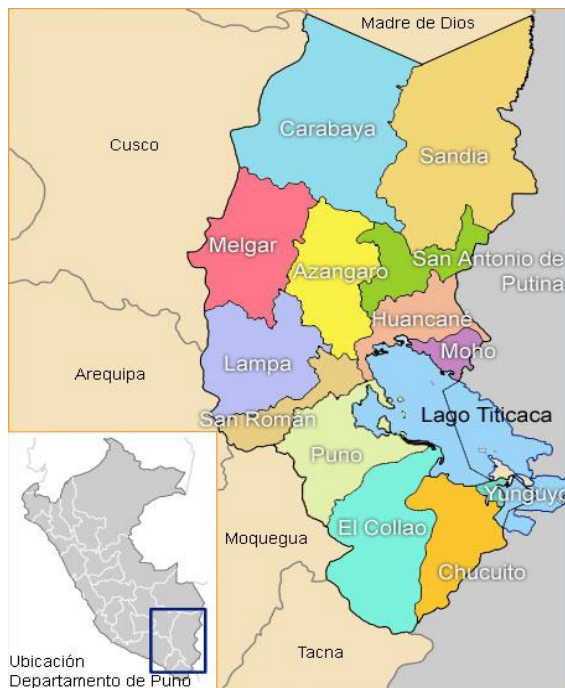 Madre de Dios
Carabaya
Cusco
Sandia
Melgar
Azangaro
San Antonio de
Putina
Huancané
Moho
Lampa
Arequipa
San Román
Lago Titicaca
Puno
Yunguyo
El Collao
Moquegua
Chucuito
Tacna
Ubicación
Departamento de Puno